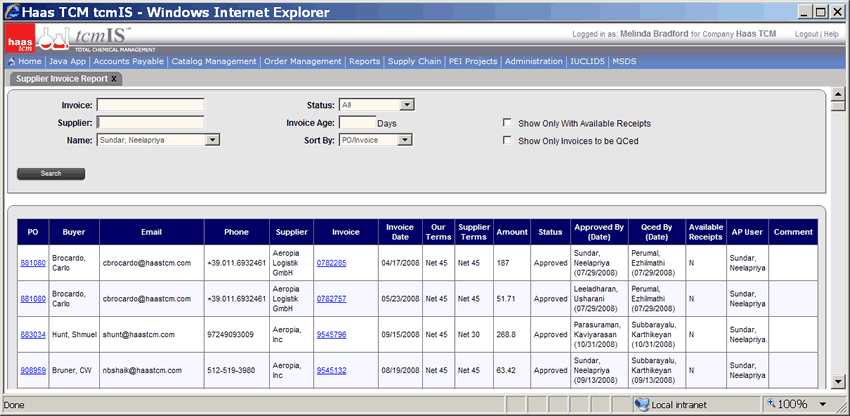 Haas TCM tcmIS - Windows Internet Explorer
haas tcm
tcmIS™
TOTAL CHEMICAL MANAGEMENT
Logged in as: Melinda Bradford for Company Haas TCM Logout | Help
Home | Java App | Accounts Payable | Catalog Management | Order Management | Reports | Supply Chain | PEI Projects | Administration | IUCLID5 | MSDS
Supplier Invoice Report X
Invoice: Status: All
Supplier: Invoice Age: Days Show Only With Available Receipts
Name: Sundar, Neelapriya Sort By: PO/Invoice Show Only Invoices to be QCed
Search
PO Buyer Email Phone Supplier Invoice Invoice Date Our Terms Supplier Terms Amount Status Approved By (Date) Qced By (Date) Available Receipts AP User Comment
881080 Brocardo, Carlo cbrocardo@haastcm.com +39.011.6932461 Aeropia Logistik GmbH 0782285 04/17/2008 Net 45 Net 45 187 Approved Sundar, Neelapriya (07/29/2008) Perumal, Ezhilmathi (07/29/2008) N Sundar, Neelapriya
881080 Brocardo, Carlo cbrocardo@haastcm.com +39.011.6932461 Aeropia Logistik GmbH 0782757 05/23/2008 Net 45 Net 45 51.71 Approved Leeladharan, Usharani (07/29/2008) Perumal, Ezhilmathi (07/29/2008) N Sundar, Neelapriya
883034 Hunt, Shmuel shunt@haastcm.com 97249093009 Aeropia, Inc 9545796 09/15/2008 Net 45 Net 30 268.8 Approved Parasuraman, Kaviyarasan (10/31/2008) Subbarayalu, Karthikeyan (10/31/2008) N Sundar, Neelapriya
908959 Bruner, CW nbshaik@haastcm.com 512-519-3980 Aeropia, Inc 9545132 08/19/2008 Net 45 Net 45 63.42 Approved Sundar, Neelapriya (09/13/2008) Subbarayalu, Karthikeyan (09/13/2008) N Sundar, Neelapriya
Done Local intranet 100%